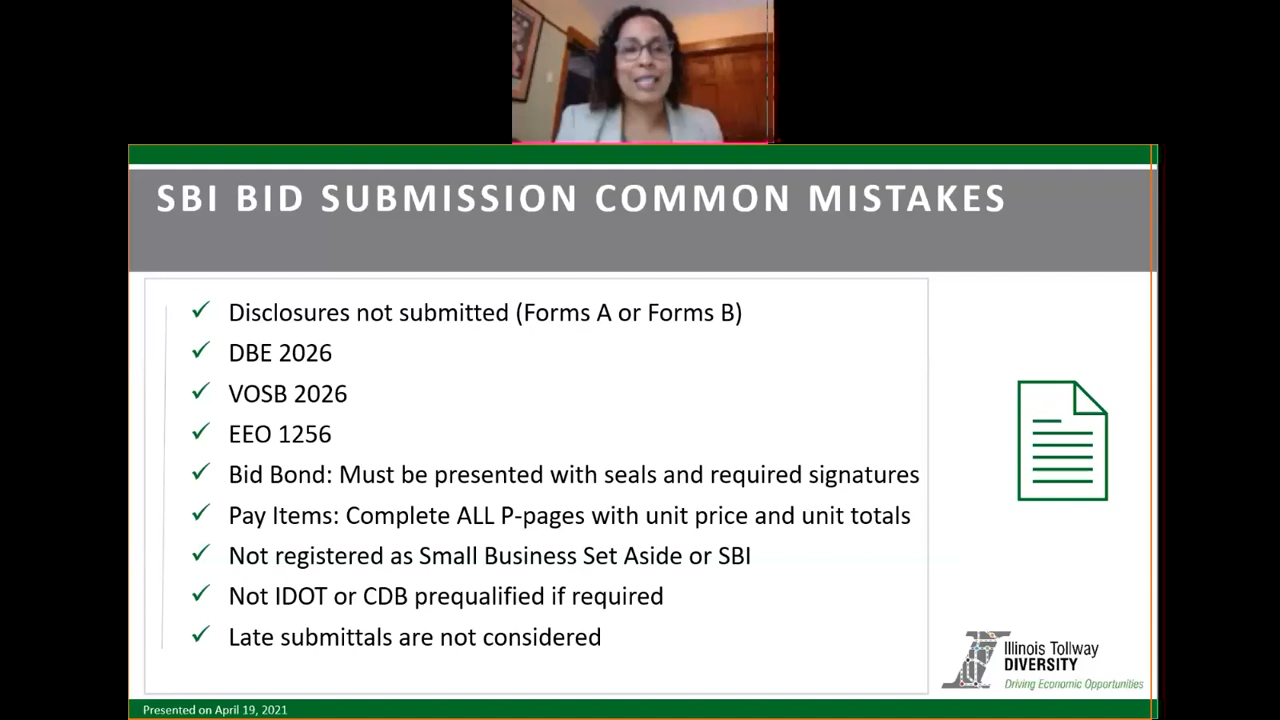 SBI BID SUBMISSION COMMON MISTAKES
Disclosures not submitted (Forms A or Forms B)
DBE 2026
VOSB 2026
EEO 1256
Bid Bond: Must be presented with seals and required signatures
Pay Items: Complete ALL P-pages with unit price and unit totals
Not registered as Small Business Set Aside or SBI
Not IDOT or CDB prequalified if required
Late submittals are not considered
Illinois Tollway
DIVERSITY
Driving Economic Opportunities
Presented on April 19, 2021